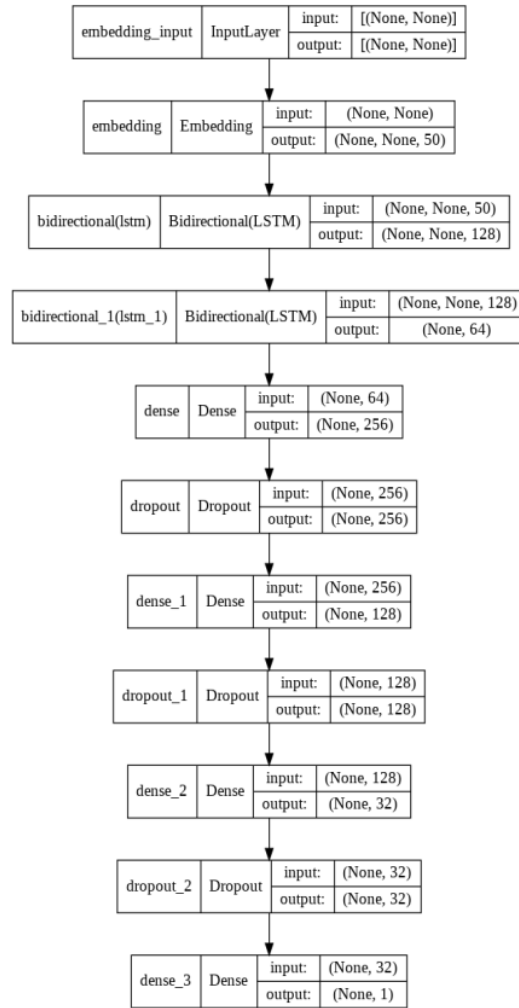 embedding_input InputLayer input: [(None, None)]
output: [(None, None)]
embedding Embedding input: (None, None)
output: (None, None, 50)
bidirectional(lstm) Bidirectional(LSTM) input: (None, None, 50)
output: (None, None, 128)
bidirectional_1(lstm_1) Bidirectional(LSTM) input: (None, None, 128)
output: (None, 64)
dense Dense input: (None, 64)
output: (None, 256)
dropout Dropout input: (None, 256)
output: (None, 256)
dense_1 Dense input: (None, 256)
output: (None, 128)
dropout_1 Dropout input: (None, 128)
output: (None, 128)
dense_2 Dense input: (None, 128)
output: (None, 32)
dropout_2 Dropout input: (None, 32)
output: (None, 32)
dense_3 Dense input: (None, 32)
output: (None, 1)